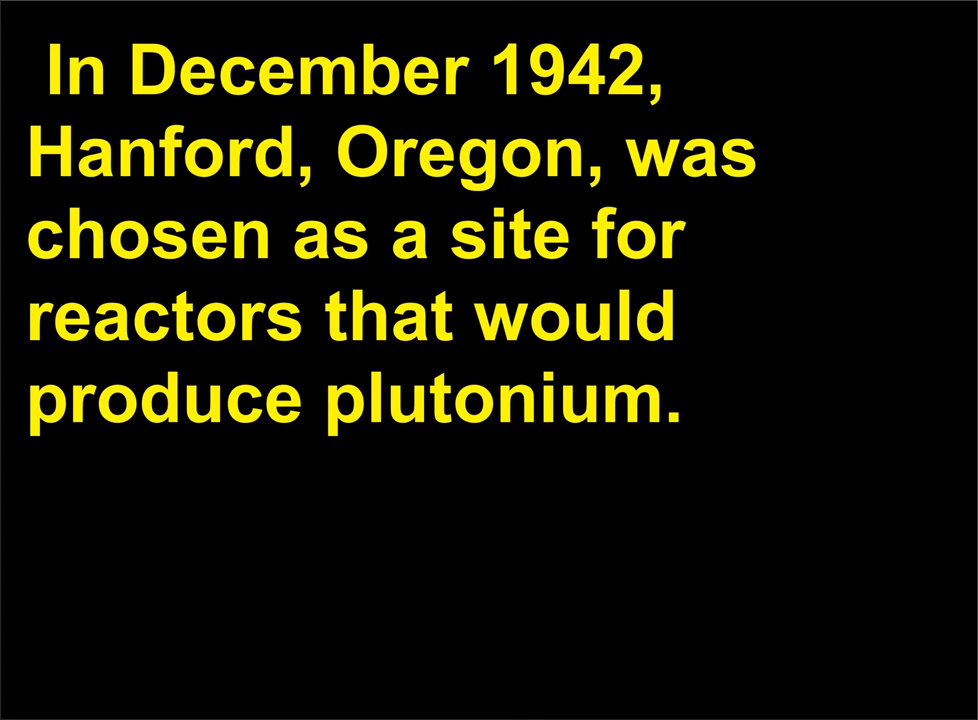 In December 1942,
Hanford, Oregon, was
chosen as a site for
reactors that would
produce plutonium.